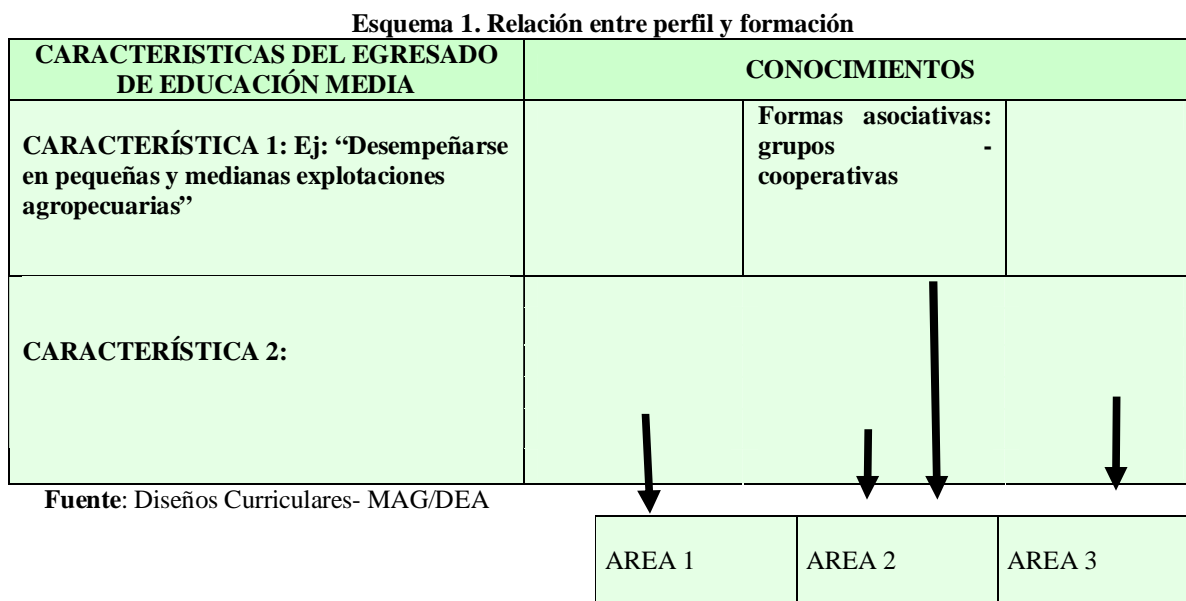 Esquema 1. Relación entre perfil y formación
CARACTERISTICAS DEL EGRESADO
DE EDUCACIÓN MEDIA
CONOCIMIENTOS
CARACTERÍSTICA 1: Ej: “Desempeñarse
en pequeñas y medianas explotaciones
agropecuarias”
Formas asociativas:
grupos -
cooperativas
CARACTERÍSTICA 2:
Fuente: Diseños Curriculares- MAG/DEA
AREA 1
AREA 2
AREA 3